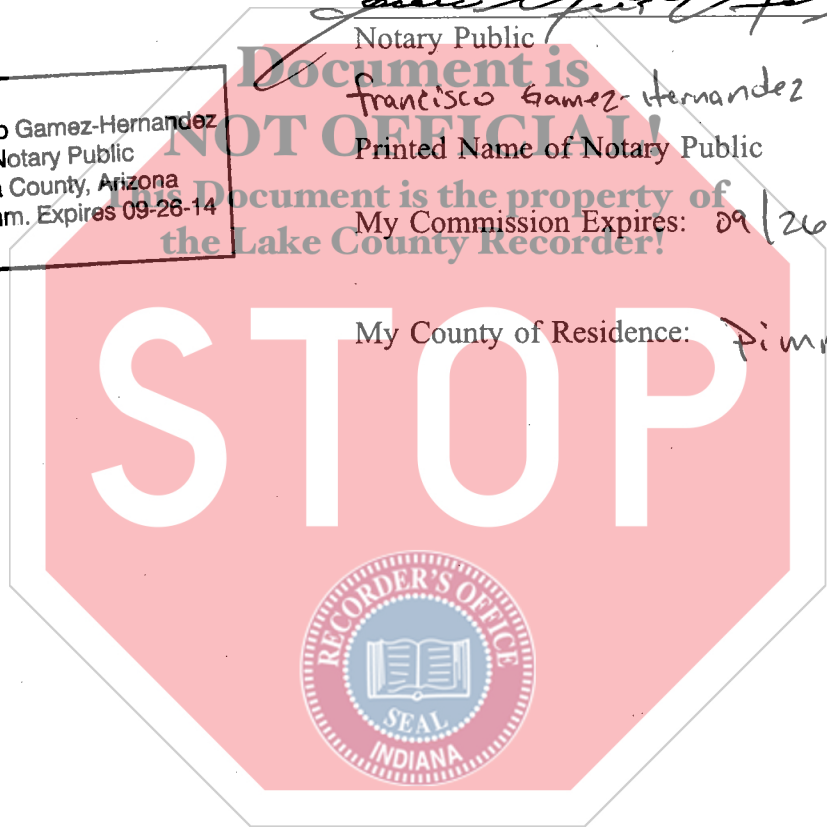 Notary Public
Document is
francisco Gamez-Hernandez
NOT OFFICIAL!
Printed Name of Notary Public
This Document is the property of
My Commission Expires: 09/26
the Lake County Recorder!
My County of Residence:
o Gamez-Hernandez
Notary Public
County, Arizona
m. Expires 09-26-14
STOP
RECORDER'S OFFICE
SEAL
INDIANA